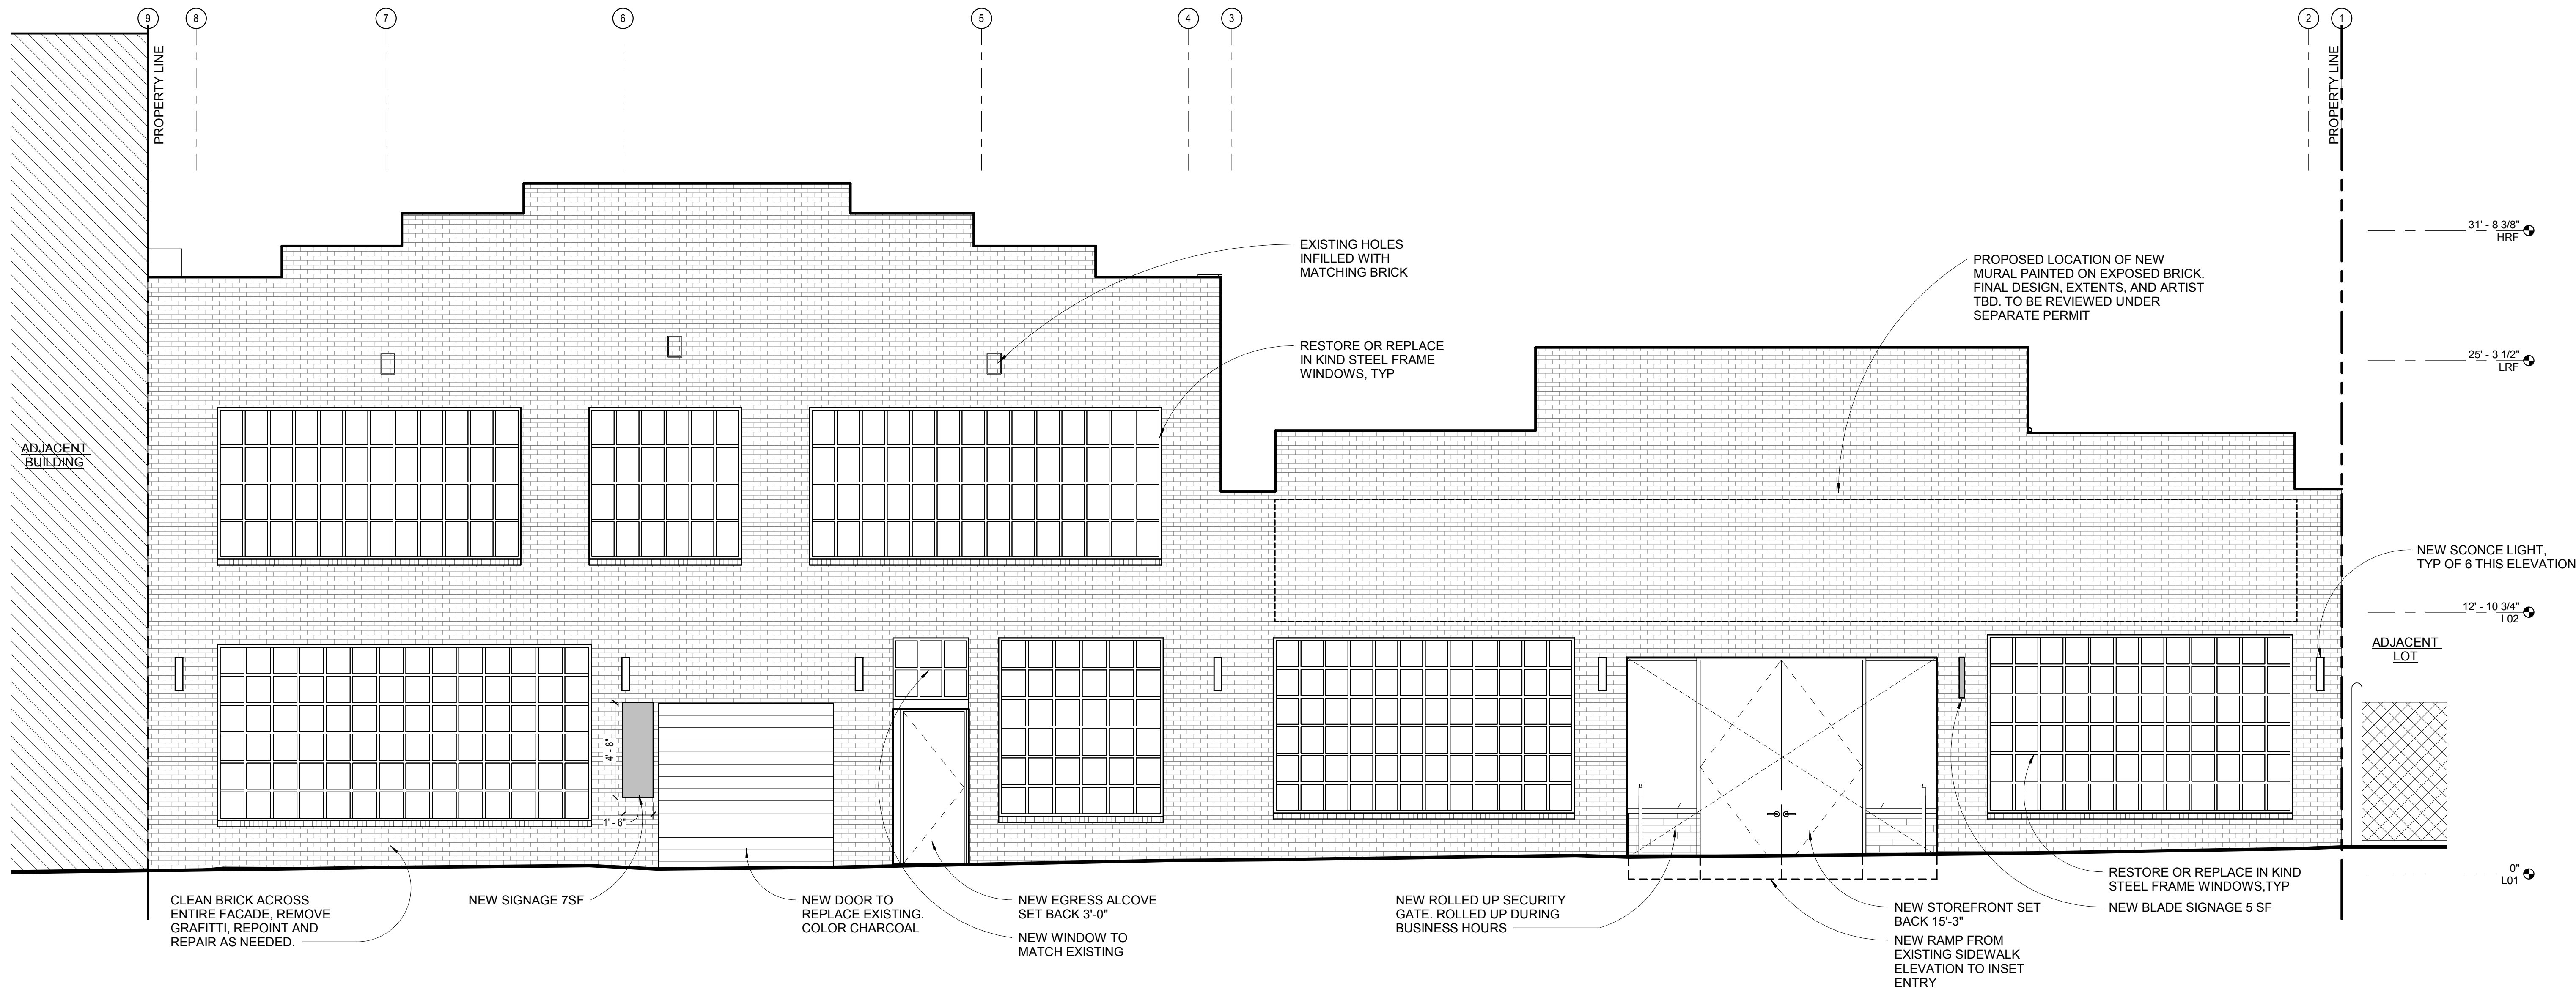 9
8
7
6
5
4
3
2
1
PROPERTY LINE
PROPERTY LINE
31' - 8 3/8"
HRF
EXISTING HOLES
INFILLED WITH
MATCHING BRICK
PROPOSED LOCATION OF NEW
MURAL PAINTED ON EXPOSED BRICK.
FINAL DESIGN, EXTENTS, AND ARTIST
TBD. TO BE REVIEWED UNDER
SEPARATE PERMIT
RESTORE OR REPLACE
IN KIND STEEL FRAME
WINDOWS, TYP
25' - 3 1/2"
LRF
ADJACENT
BUILDING
NEW SCONCE LIGHT,
TYP OF 6 THIS ELEVATION
12' - 10 3/4"
L02
ADJACENT
LOT
4' - 8"
1' - 6"
0"
L01
CLEAN BRICK ACROSS
ENTIRE FACADE, REMOVE
GRAFITTI, REPOINT AND
REPAIR AS NEEDED.
NEW SIGNAGE 7SF
NEW DOOR TO
REPLACE EXISTING.
COLOR CHARCOAL
NEW EGRESS ALCOVE
SET BACK 3'-0"
NEW WINDOW TO
MATCH EXISTING
NEW ROLLED UP SECURITY
GATE. ROLLED UP DURING
BUSINESS HOURS
NEW STOREFRONT SET
BACK 15'-3"
NEW RAMP FROM
EXISTING SIDEWALK
ELEVATION TO INSET
ENTRY
RESTORE OR REPLACE IN KIND
STEEL FRAME WINDOWS,TYP
NEW BLADE SIGNAGE 5 SF